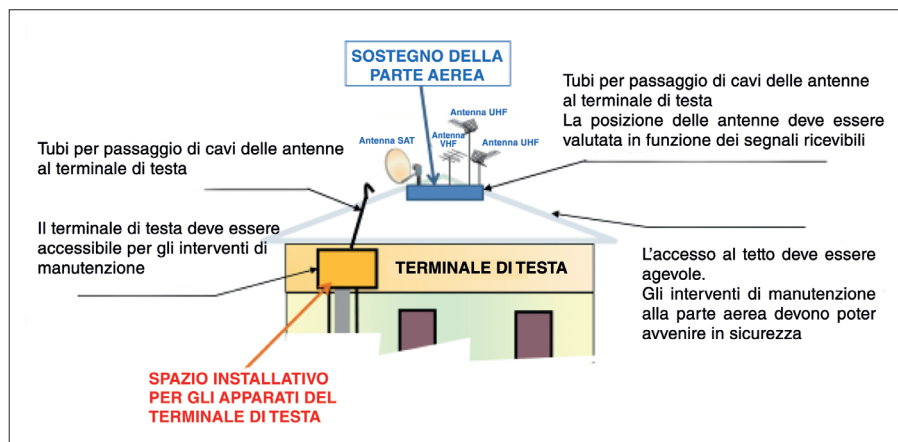 SOSTEGNO DELLA
PARTE AEREA
Tubi per passaggio di cavi delle antenne
al terminale di testa
La posizione delle antenne deve essere
valutata in funzione dei segnali ricevibili
Antenna UHF
Antenna SAT
Antenna
VHF
Antenna UHF
Tubi per passaggio di cavi delle antenne
al terminale di testa
Il terminale di testa deve essere
accessibile per gli interventi di
manutenzione
TERMINALE DI TESTA
L'accesso al tetto deve essere
agevole.
Gli interventi di manutenzione
alla parte aerea devono poter
avvenire in sicurezza
SPAZIO INSTALLATIVO
PER GLI APPARATI DEL
TERMINALE DI TESTA